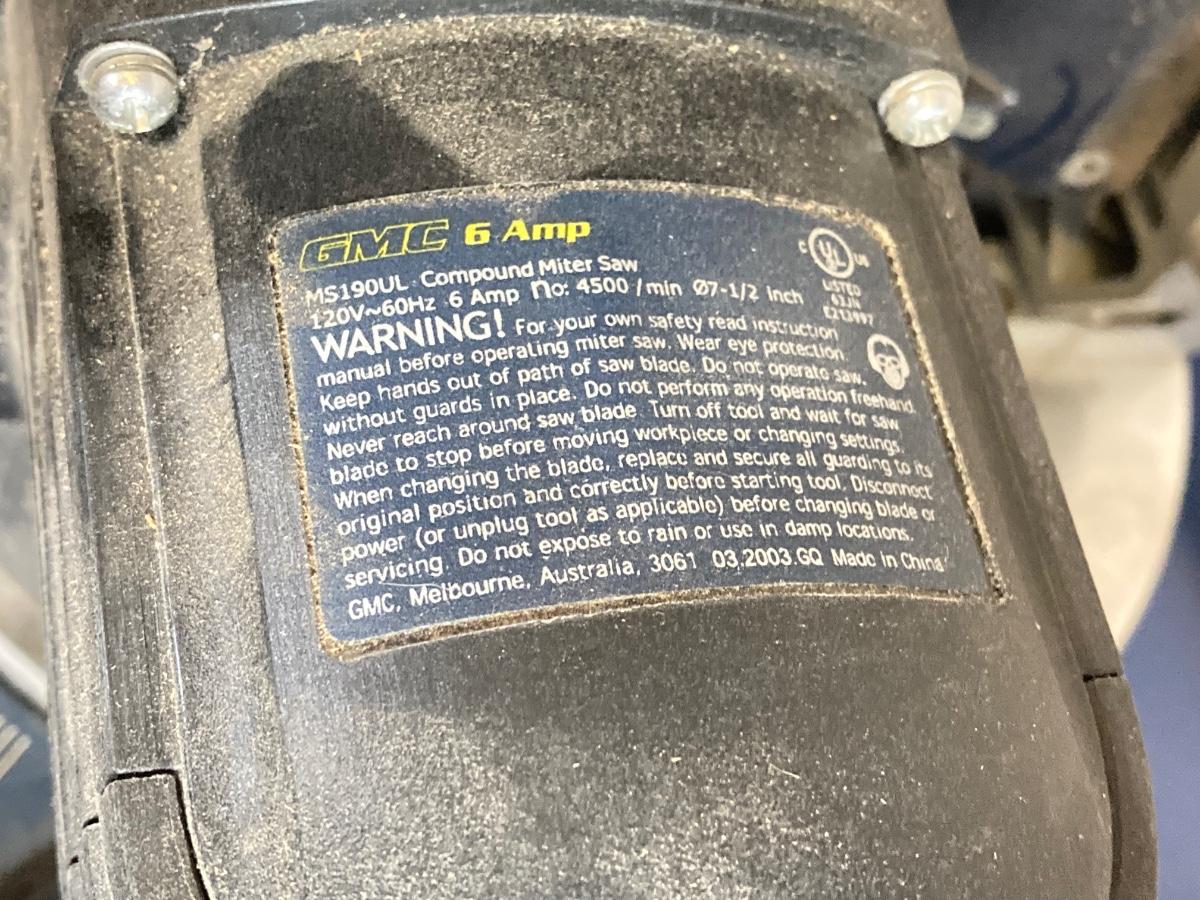 GMC 6 Amp
MS190UL Compound Miter Saw
120V~60Hz 6 Amp no: 4500 /min Ø7-1/2 inch
C UL US
LISTED
61JN
E213997
WARNING! For your own safety read instruction
manual before operating miter saw. Wear eye protection.
Keep hands out of path of saw blade. Do not operate saw
without guards in place. Do not perform any operation freehand.
Never reach around saw blade. Turn off tool and wait for saw
blade to stop before moving workpiece or changing settings.
When changing the blade, replace and secure all guarding to its
original position and correctly before starting tool. Disconnect
power (or unplug tool as applicable) before changing blade or
servicing. Do not expose to rain or use in damp locations.
GMC, Melbourne, Australia, 3061 03.2003.GQ Made in China